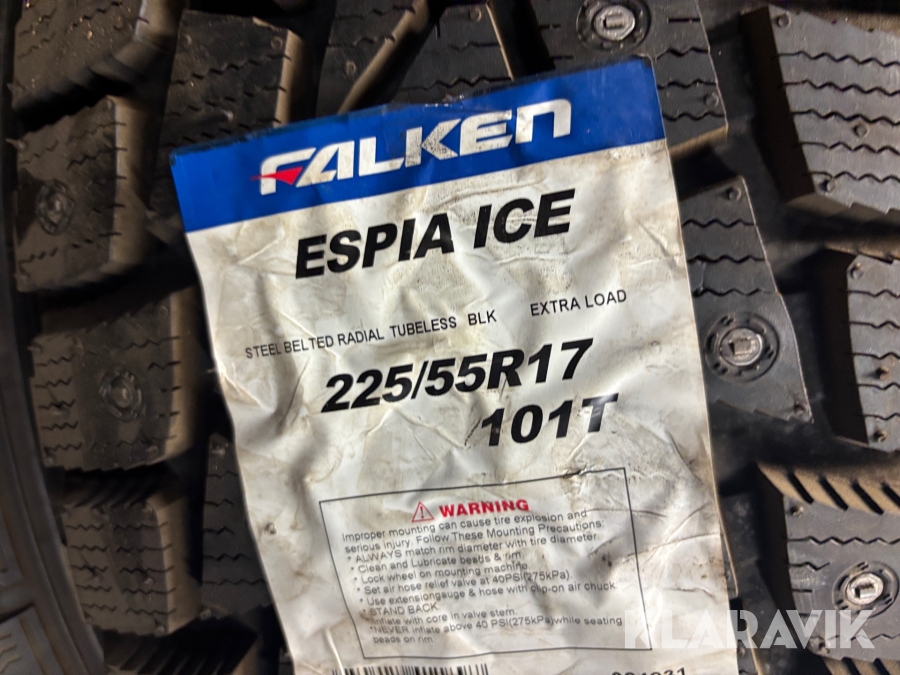 FALKEN
ESPIA ICE
STEEL BELTED RADIAL TUBELESS BLK EXTRA LOAD
225/55R17
101T
WARNING
Improper mounting can cause tire explosion and
serious injury. Follow These Mounting Precautions:
* ALWAYS match rim diameter with tire diameter.
* Clean and Lubricate beads & rim.
* Lock wheel on mounting machine.
* Set air hose relief valve at 40PSI(275kPa).
* Use extensiongauge & hose with clip-on air chuck.
* STAND BACK.
Inflate with core in valve stem.
*NEVER inflate above 40 PSI(275kPa)while seating
beads on rim.
KLARAVIK